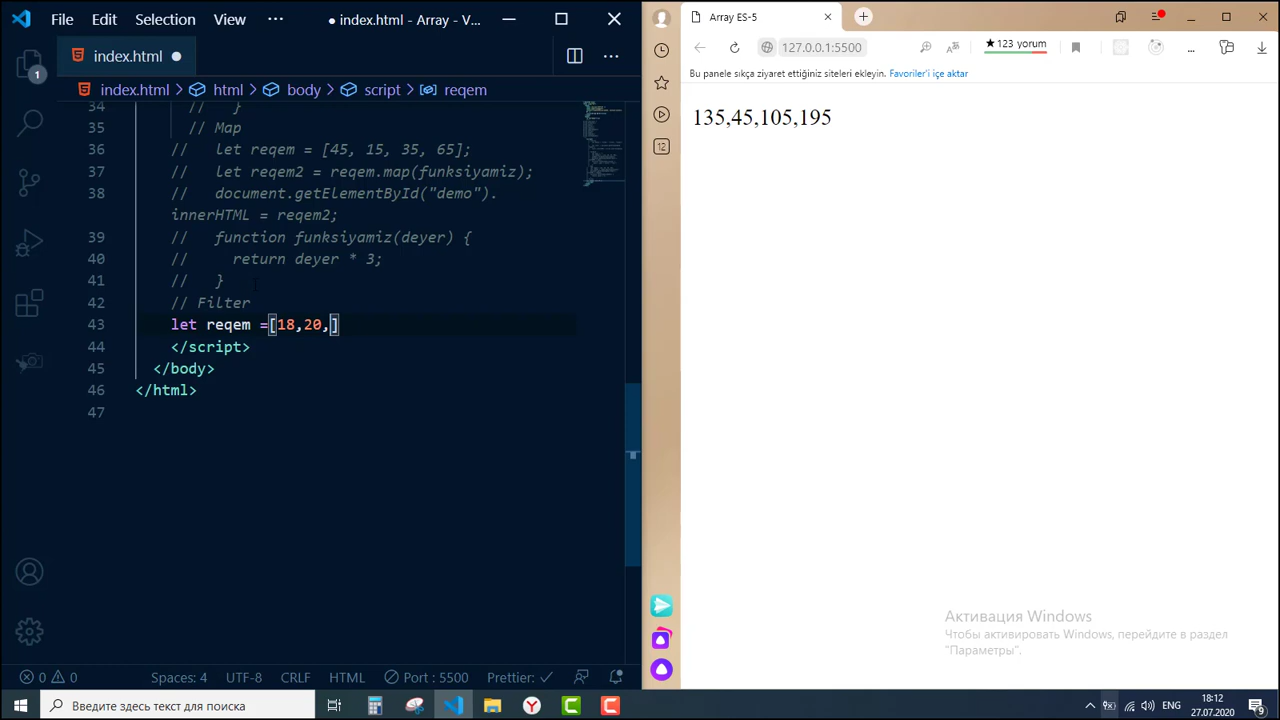 File Edit Selection View ··· ● index.html - Array - V...
index.html ●
index.html > html > body > script > reqem
1
34 // }
35 // Map
36 // let reqem = [45, 15, 35, 65];
37 // let reqem2 = reqem.map(funksiyamiz);
38 // document.getElementById("demo").
innerHTML = reqem2;
39 // function funksiyamiz(deyer) {
40 // return deyer * 3;
41 // }
42 // Filter
43 let reqem =[18,20,]
44 </script>
45 </body>
46 </html>
47
0 0 Spaces: 4 UTF-8 CRLF HTML Port : 5500 Prettier: ✓
Array ES-5
127.0.0.1:5500 ★123 yorum ...
Bu panele sıkça ziyaret ettiğiniz siteleri ekleyin. Favoriler'i içe aktar
12
135,45,105,195
Активация Windows
Чтобы активировать Windows, перейдите в раздел
"Параметры".
Введите здесь текст для поиска
ENG
18:12
27.07.2020
9